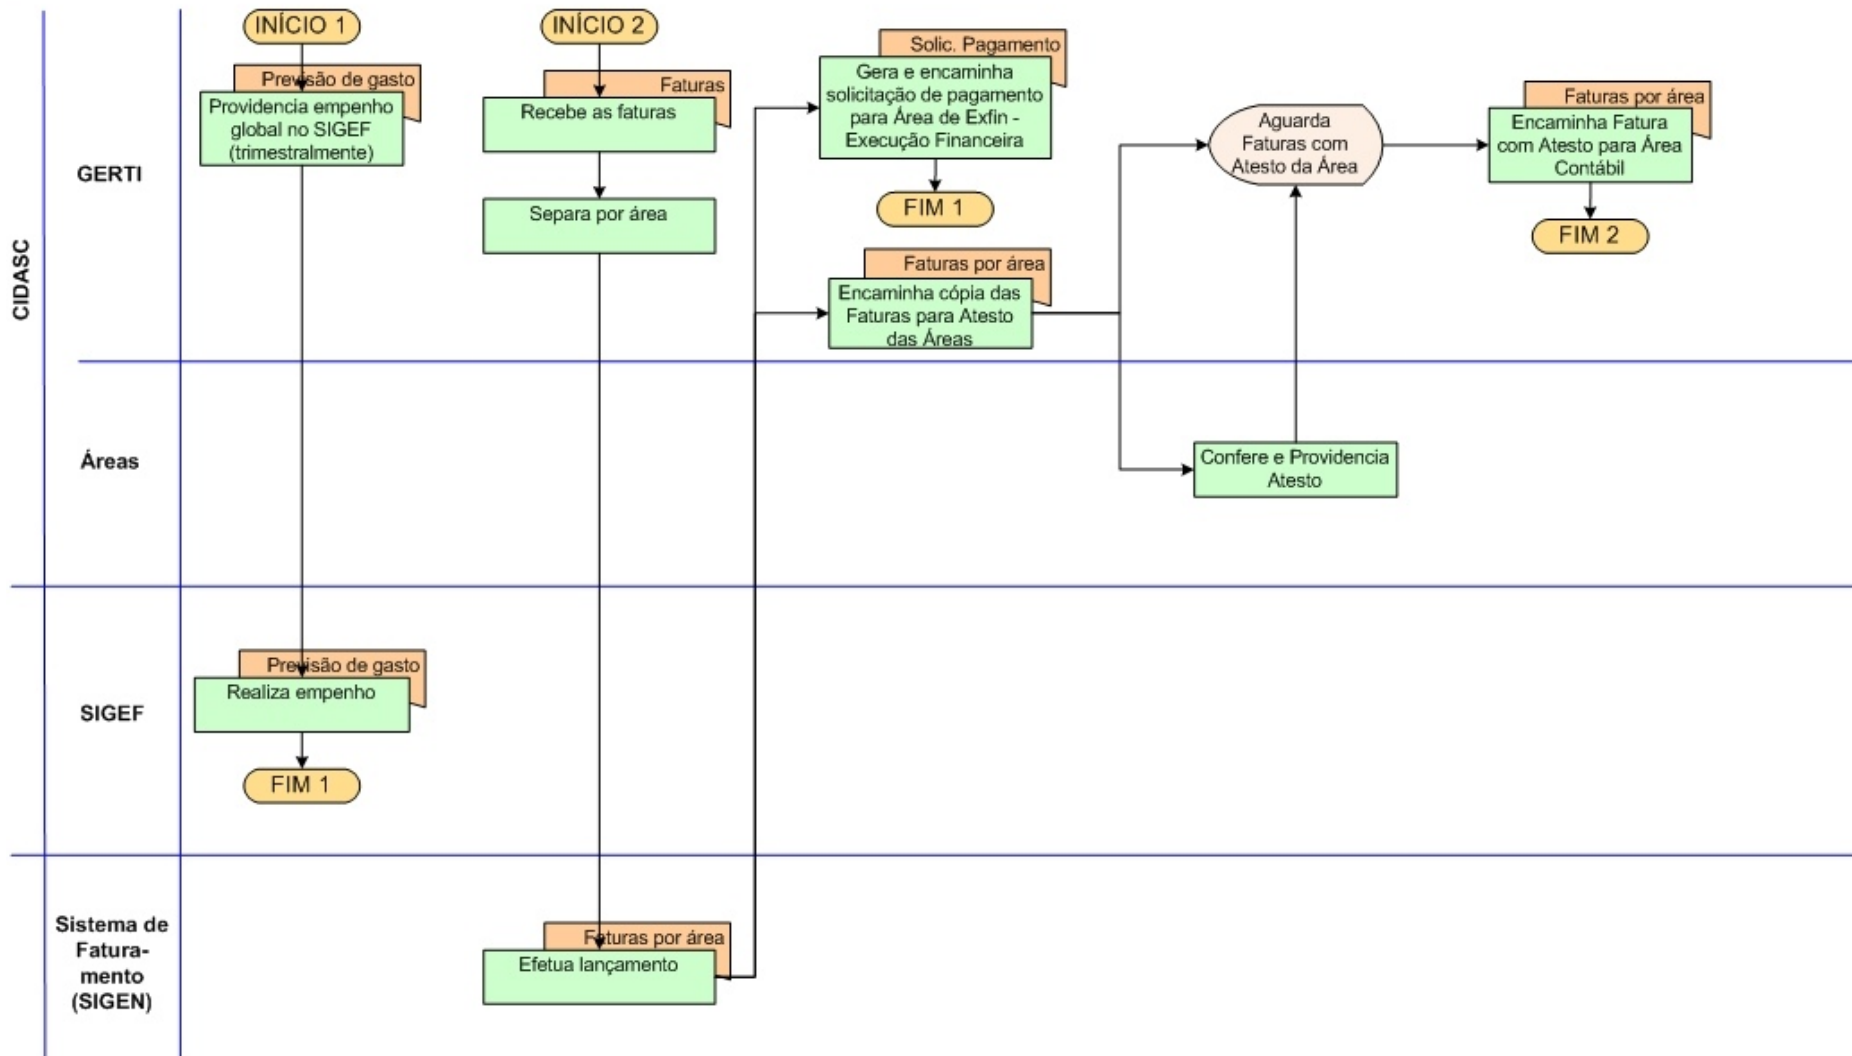 CIDASC
GERTI
INÍCIO 1
Previsão de gasto
Providencia empenho
global no SIGEF
(trimestralmente)
INÍCIO 2
Faturas
Recebe as faturas
Separa por área
Solic. Pagamento
Gera e encaminha
solicitação de pagamento
para Área de Exfin -
Execução Financeira
FIM 1
Faturas por área
Encaminha cópia das
Faturas para Atesto
das Áreas
Aguarda
Faturas com
Atesto da Área
Faturas por área
Encaminha Fatura
com Atesto para Área
Contábil
FIM 2
Áreas
Confere e Providencia
Atesto
SIGEF
Previsão de gasto
Realiza empenho
FIM 1
Sistema de
Fatura-
mento
(SIGEN)
Faturas por área
Efetua lançamento